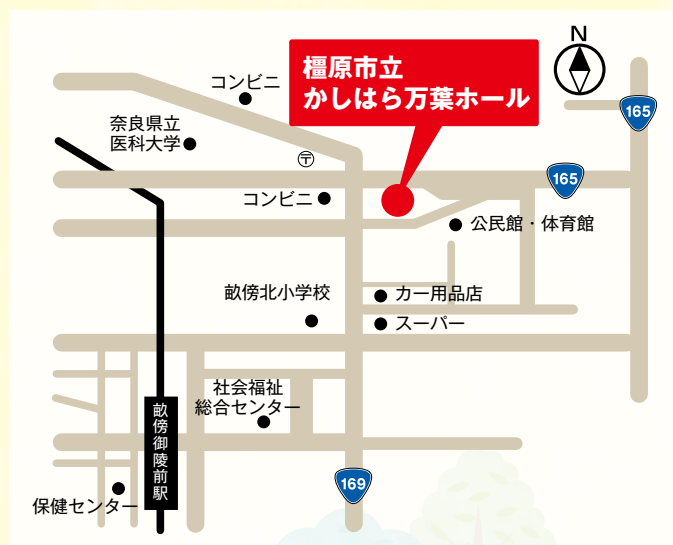 N
コンビニ
橿原市立
かしはら万葉ホール
165
奈良県立
医科大学
〒
165
コンビニ
公民館・体育館
畝傍北小学校
カー用品店
スーパー
社会福祉
総合センター
畝傍御陵前駅
169
保健センター